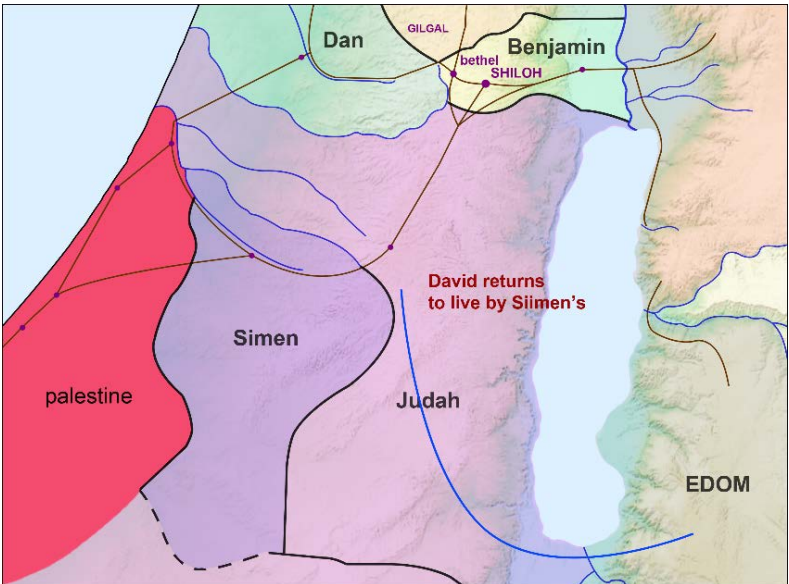 GILGAL
Dan
Benjamin
bethel
SHILOH
David returns
to live by Siimen's
Simen
palestine
Judah
EDOM